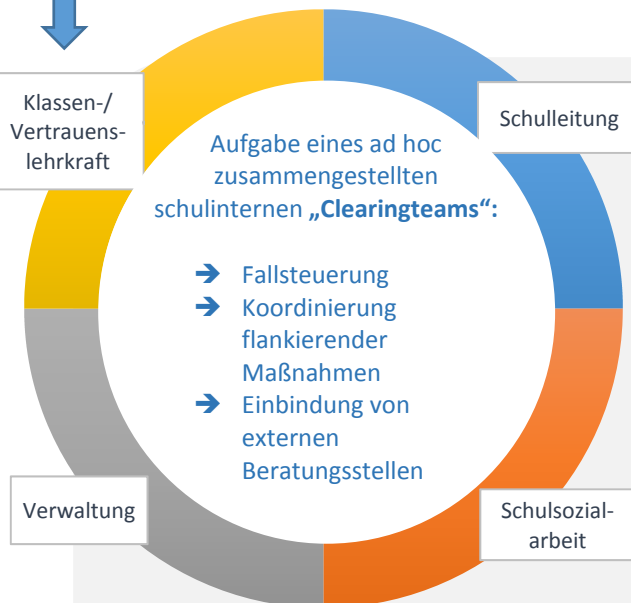 Klassen-/
Vertrauens-
lehrkraft
Schulleitung
Aufgabe eines ad hoc
zusammengestellten
schulinternen „Clearingteams“:
➔ Fallsteuerung
➔ Koordinierung
flankierender
Maßnahmen
➔ Einbindung von
externen
Beratungsstellen
Verwaltung
Schulsozial-
arbeit